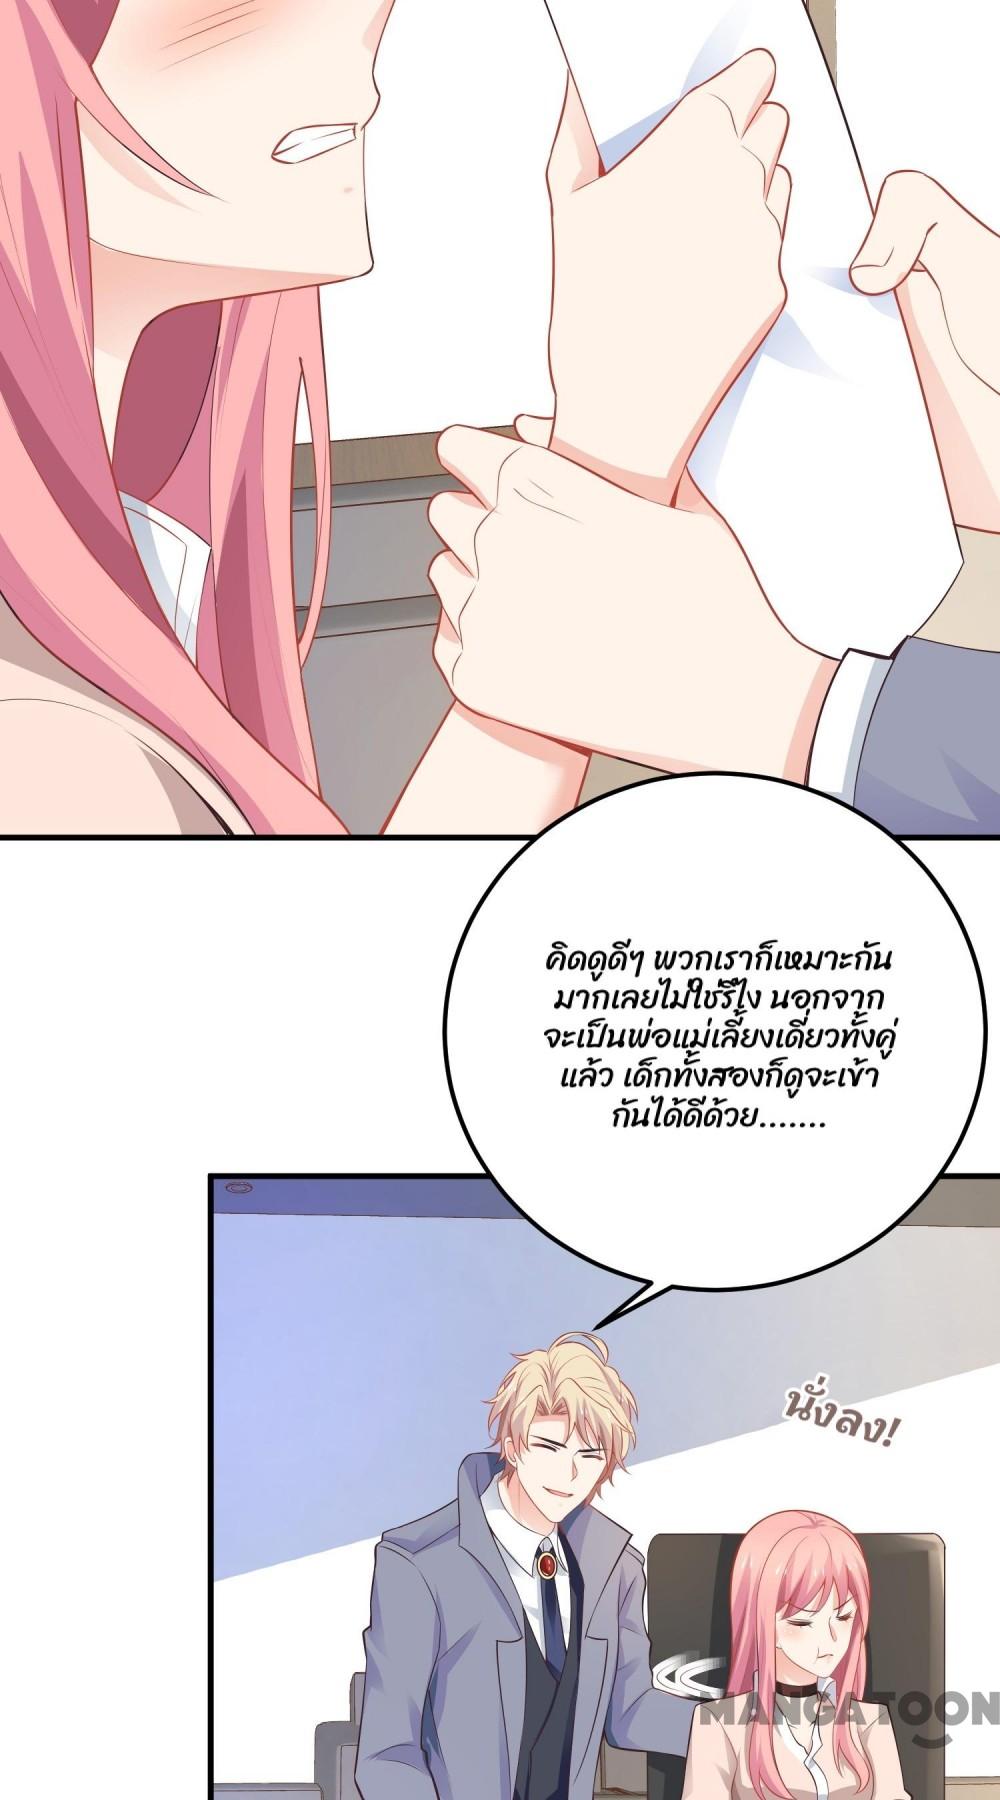 คิดดูดีๆ พวกเราก็เหมาะกัน
มากเลยไม่ใช่รึไง นอกจาก
จะเป็นพ่อแม่เลี้ยงเดี่ยวทั้งคู่
แล้ว เด็กทั้งสองก็ดูจะเข้า
กันได้ดีด้วย.......
นั่งลง!
MANGATOON